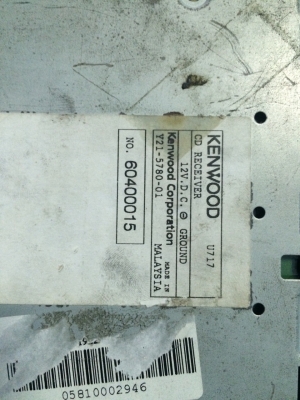 KENWOOD U717
CD RECEIVER
12V.D.C. ⊖ GROUND
Kenwood Corporation MADE IN
Y21-5780-01 MALAYSIA
NO. 60400015
05810002946